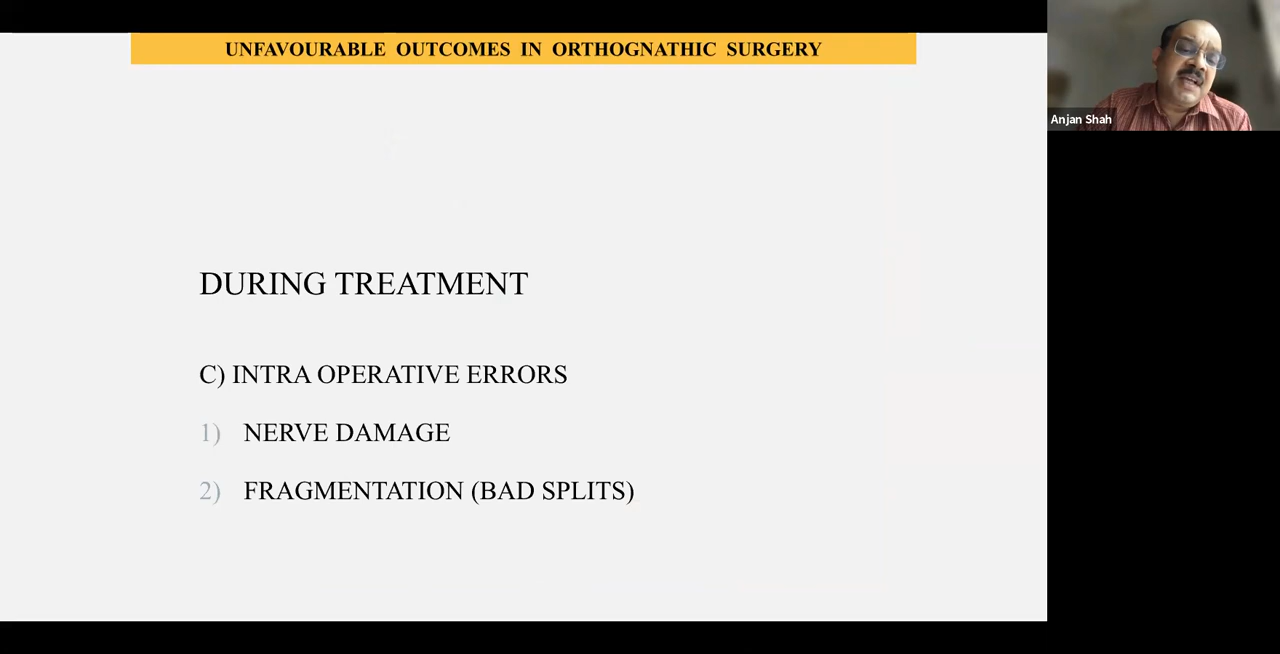 UNFAVOURABLE OUTCOMES IN ORTHOGNATHIC SURGERY
Anjan Shah
DURING TREATMENT
C) INTRA OPERATIVE ERRORS
1) NERVE DAMAGE
2) FRAGMENTATION (BAD SPLITS)